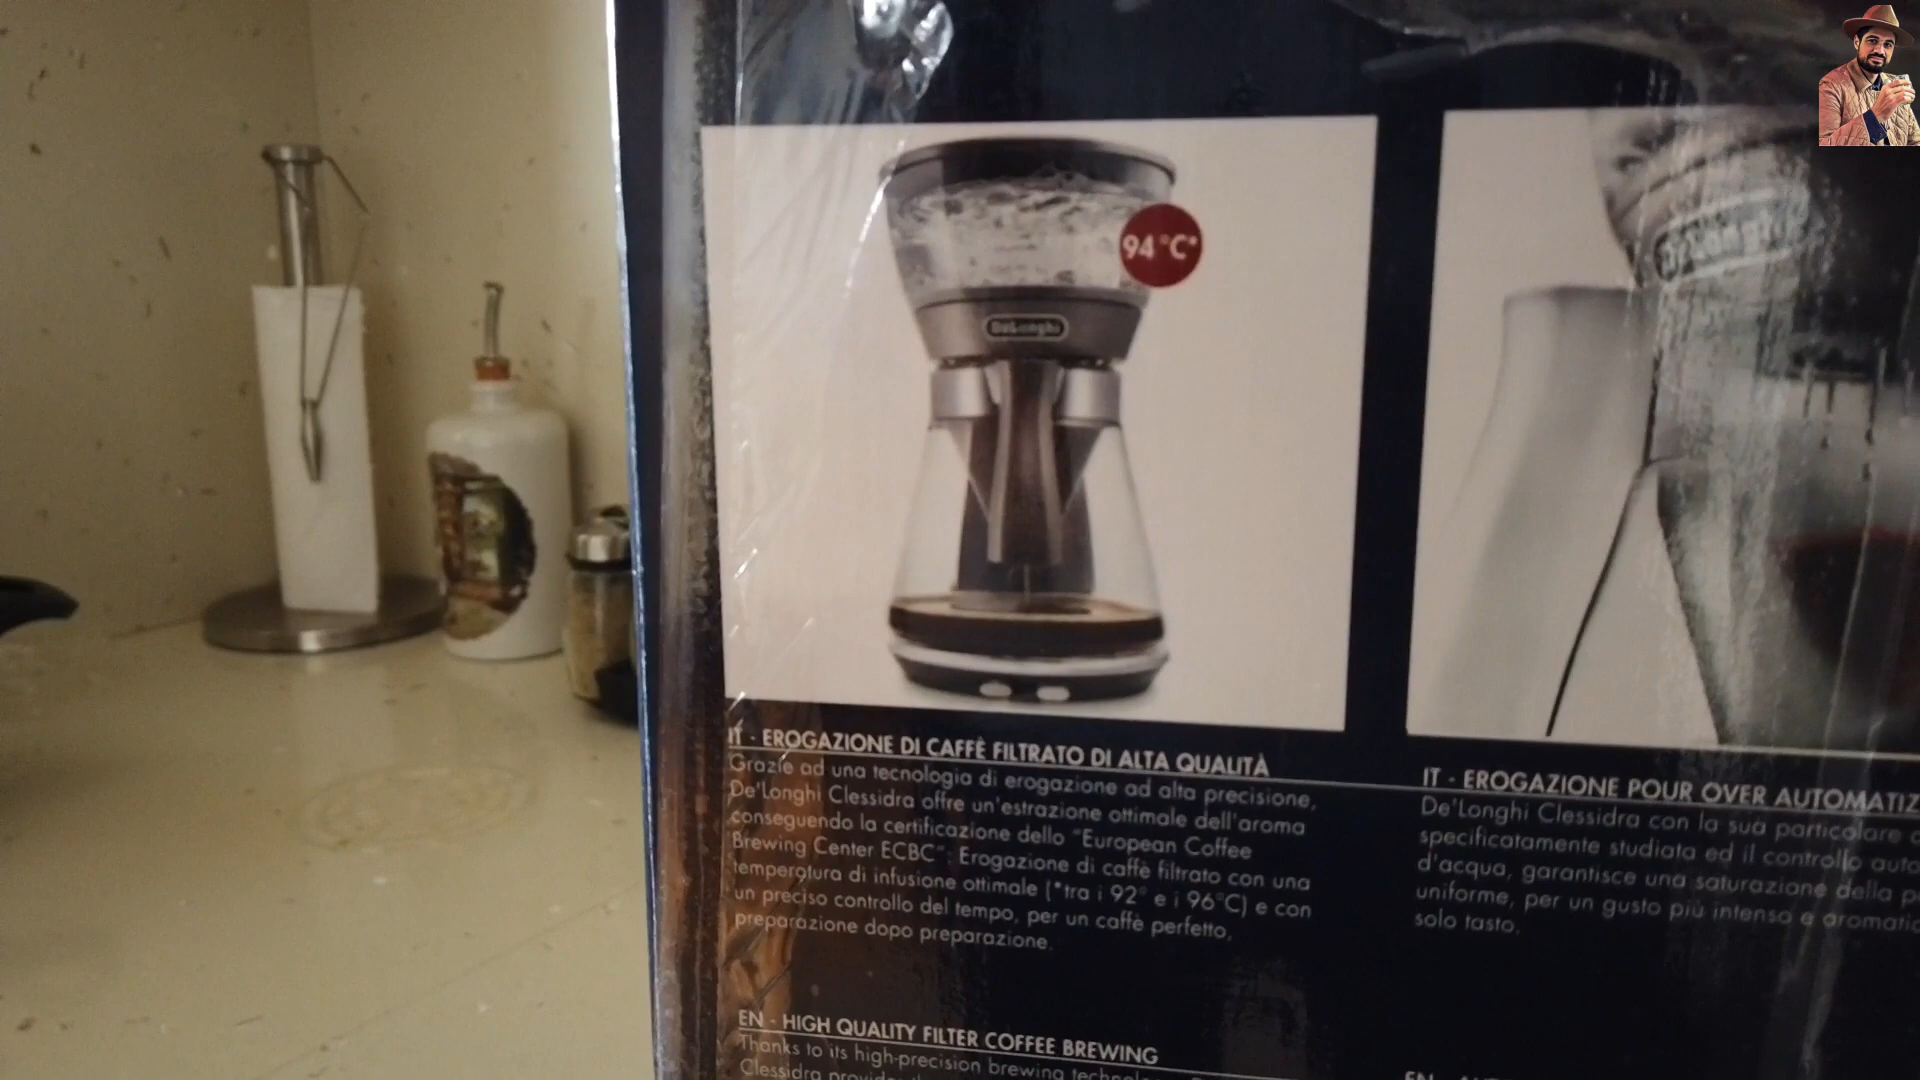 94°C*
De'Longhi
De'Longhi
IT - EROGAZIONE DI CAFFÈ FILTRATO DI ALTA QUALITÀ
Grazie ad una tecnologia di erogazione ad alta precisione,
De'Longhi Clessidra offre un'estrazione ottimale dell'aroma
conseguendo la certificazione dello "European Coffee
Brewing Center ECBC": Erogazione di caffè filtrato con una
temperatura di infusione ottimale (*tra i 92° e i 96°C) e con
un preciso controllo del tempo, per un caffè perfetto,
preparazione dopo preparazione.
EN - HIGH QUALITY FILTER COFFEE BREWING
Thanks to its high-precision brewing
Clessidra
IT - EROGAZIONE POUR OVER
De'Longhi Clessidra con la sua particolare
specificatamente studiata ed il controllo
d'acqua, garantisce una saturazione della
uniforme, per un gusto più intenso e
solo tasto.